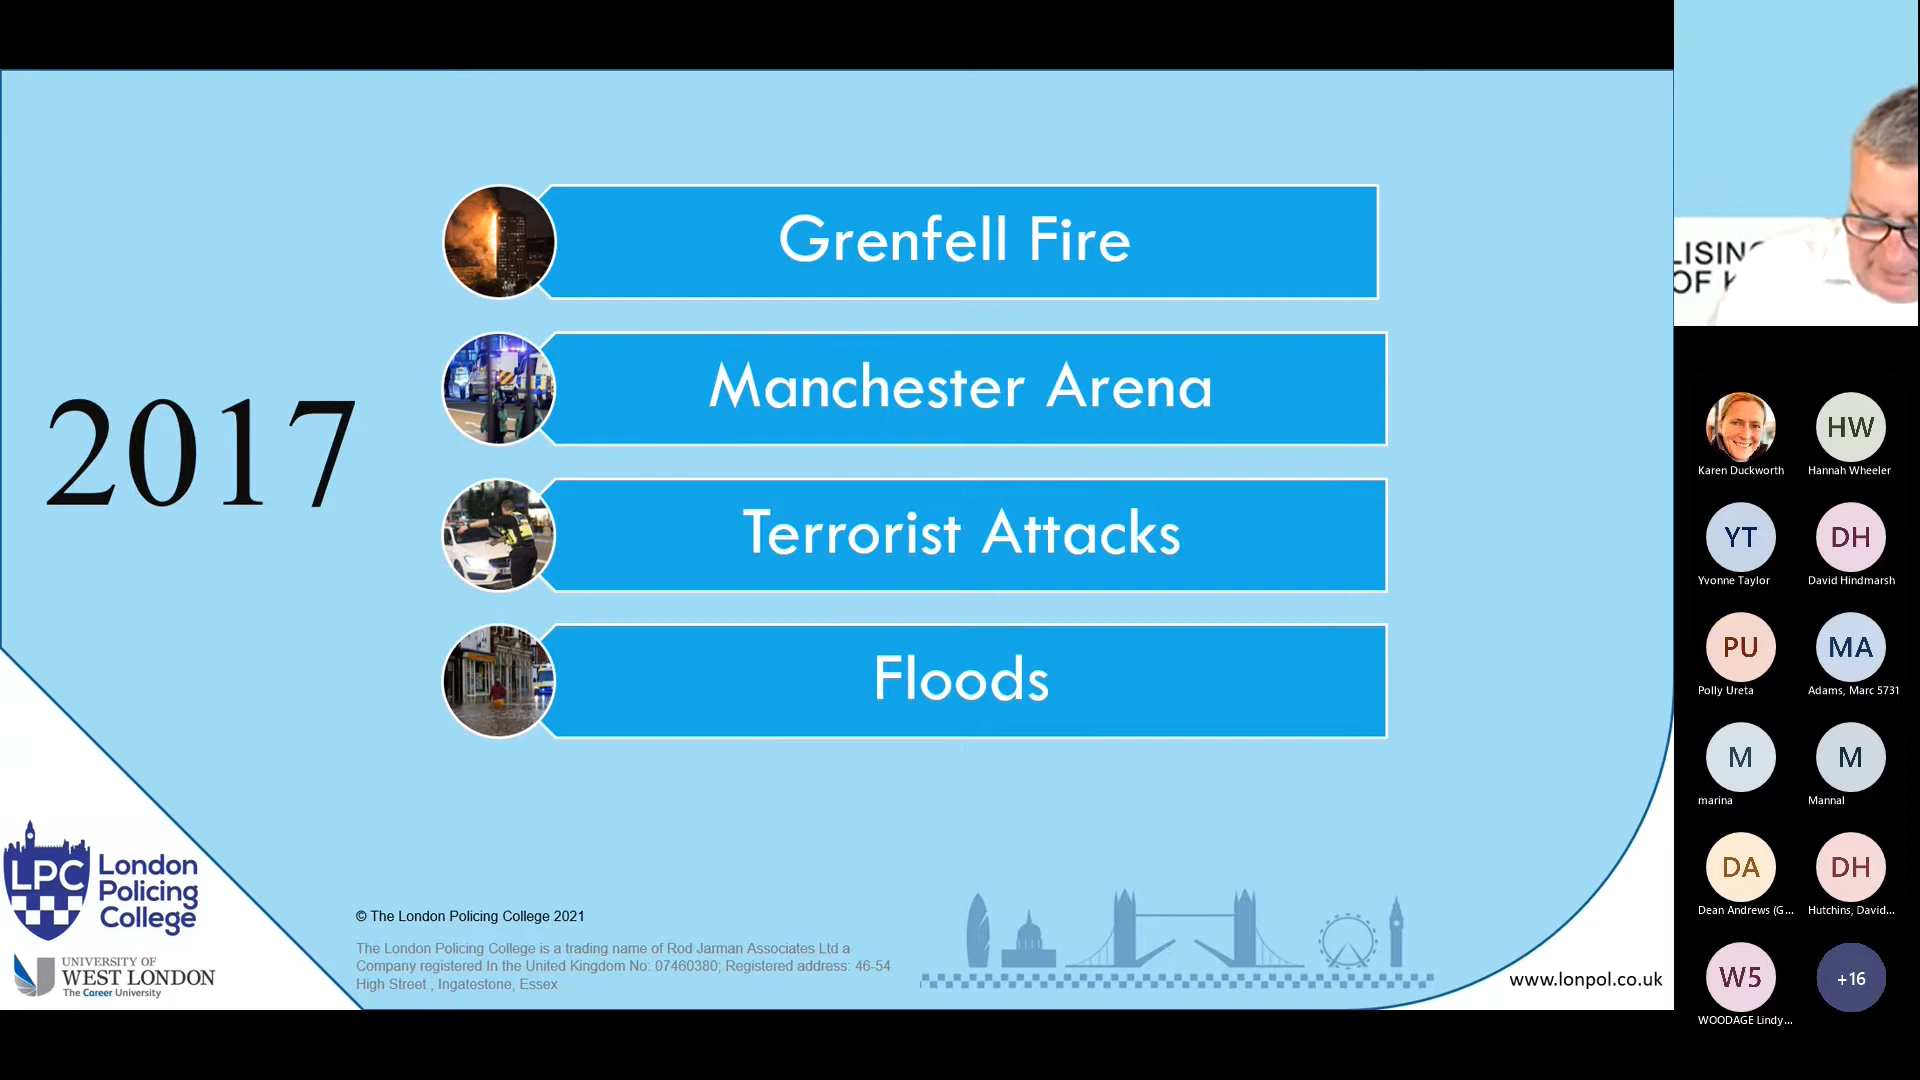 2017
Grenfell Fire
Manchester Arena
Terrorist Attacks
Floods
LPC
London
Policing
College
UNIVERSITY OF
WEST LONDON
The Career University
© The London Policing College 2021
The London Policing College is a trading name of Rod Jarman Associates Ltd a
Company registered In the United Kingdom No: 07460380; Registered address: 46-54
High Street , Ingatestone, Essex
www.lonpol.co.uk
LISING
OF K
Karen Duckworth
HW
Hannah Wheeler
YT
Yvonne Taylor
DH
David Hindmarsh
PU
Polly Ureta
MA
Adams, Marc 5731
M
marina
M
Mannal
DA
Dean Andrews (G...
DH
Hutchins, David...
W5
WOODAGE Lindy...
+16